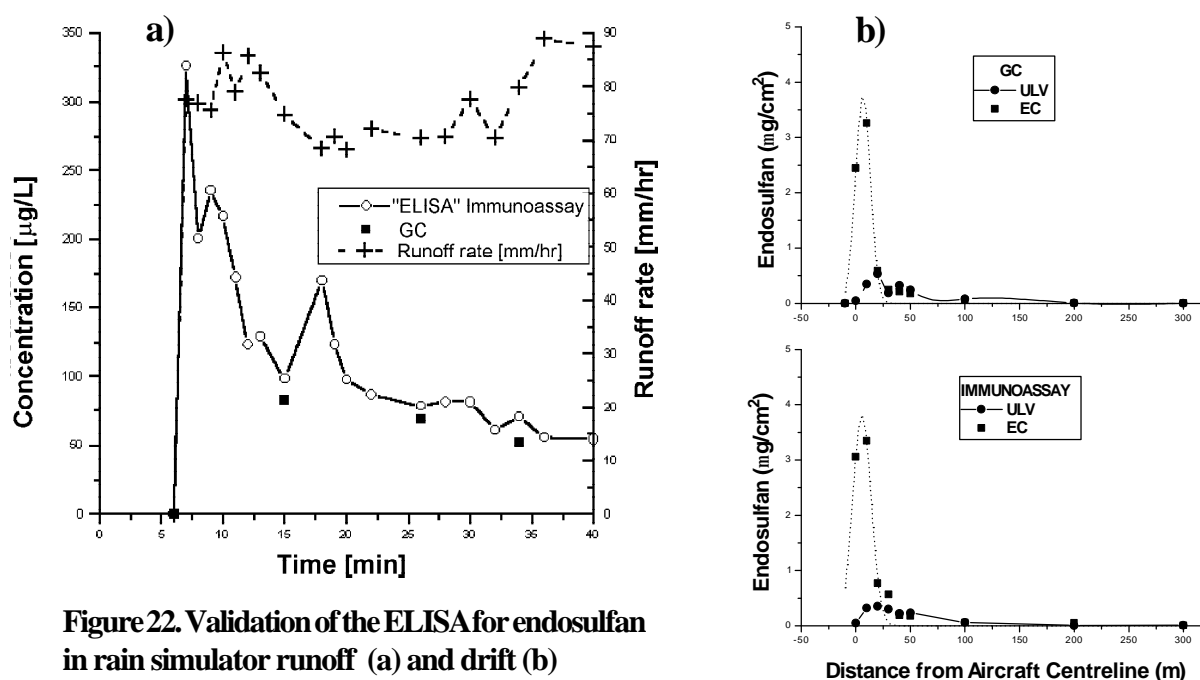 a)
350
300
250
200
150
100
50
0
Concentration [µg/L]
0 5 10 15 20 25 30 35 40
Time [min]
90
80
70
60
50
40
30
20
10
0
Runoff rate [mm/hr]
"ELISA" Immunoassay
GC
Runoff rate [mm/hr]
Figure 22. Validation of the ELISA for endosulfan
in rain simulator runoff (a) and drift (b)
b)
5
4
3
2
1
0
Endosulfan (mg/cm²)
GC
ULV
EC
-50 0 50 100 150 200 250 300
5
4
3
2
1
0
Endosulfan (mg/cm²)
IMMUNOASSAY
ULV
EC
-50 0 50 100 150 200 250 300
Distance from Aircraft Centreline (m)